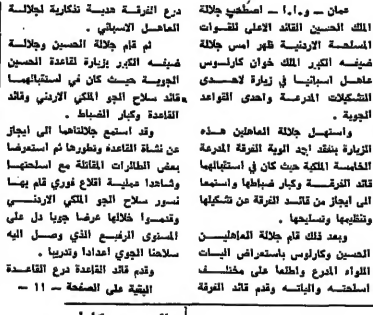 عمان – و.ا.ا – اصطحب جلالة
الملك الحسين القائد الاعلى للقوات
المسلحة الاردنية ظهر امس جلالة
ضيفه الكبير الملك خوان كارلوس
عاهل اسبانيا في زيارة لاحدى
التشكيلات المدرعة واحدى القواعد
الجوية .
واستهل جلالة العاهلين هذه
الزيارة بتفقد احد الوية الفرقة المدرعة
الخامسة الملكية حيث كان في استقبالهما
قائد الفرقة وكبار ضباطها واستمعا
الى ايجاز من قائد الفرقة عن تشكيلها
وتنظيمها وتسليحها .
وبعد ذلك قام جلالة العاهلين
الحسين وكارلوس باستعراض اليات
اللواء المدرع واطلعا على مختلف
اسلحته والياته وقدم قائد الفرقة
درع الفرقة هدية تذكارية لجلالة
العاهل الاسباني .
ثم قام جلالة الحسين وجلالة
ضيفه الكبير بزيارة لقاعدة الحسين
الجوية حيث كان في استقبالهما
قائد سلاح الجو الملكي الاردني وقائد
القاعدة وكبار الضباط .
وقد استمع جلالتاهما الى ايجاز
عن نشأة القاعدة وتطورها ثم استعرضا
بعض الطائرات المقاتلة مع اسلحتها
وشاهدا عملية اقلاع فوري قام بها
نسور سلاح الجو الملكي الاردني
وقدموا خلالها عرضا جويا دل على
المستوى الرفيع الذي وصل اليه
سلاحنا الجوي اعدادا وتدريبا .
وقدم قائد القاعدة درع القاعدة
البقية على الصفحة – 11 –